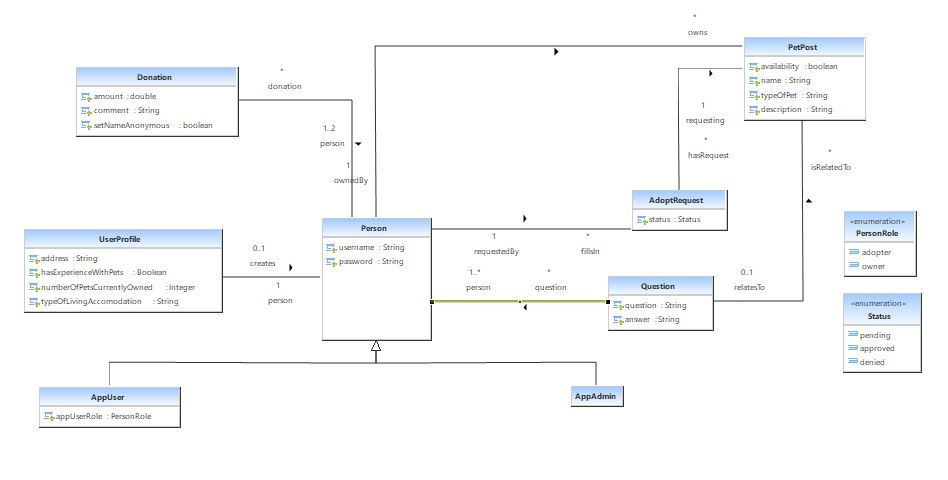 *
owns
PetPost
availability : boolean
name : String
typeOfPet : String
description : String
Donation
amount : double
comment : String
setNameAnonymous : boolean
*
donation
1..2
person
1
ownedBy
1
requesting
*
hasRequest
*
isRelatedTo
AdoptRequest
status : Status
Person
username : String
password : String
1
requestedBy
*
fillsIn
UserProfile
address : String
hasExperienceWithPets : Boolean
numberOfPetsCurrentlyOwned : Integer
typeOfLivingAccomodation : String
0..1
creates
1
person
1..*
person
*
question
Question
question : String
answer : String
0..1
relatesTo
«enumeration»
PersonRole
adopter
owner
«enumeration»
Status
pending
approved
denied
AppUser
appUserRole : PersonRole
AppAdmin